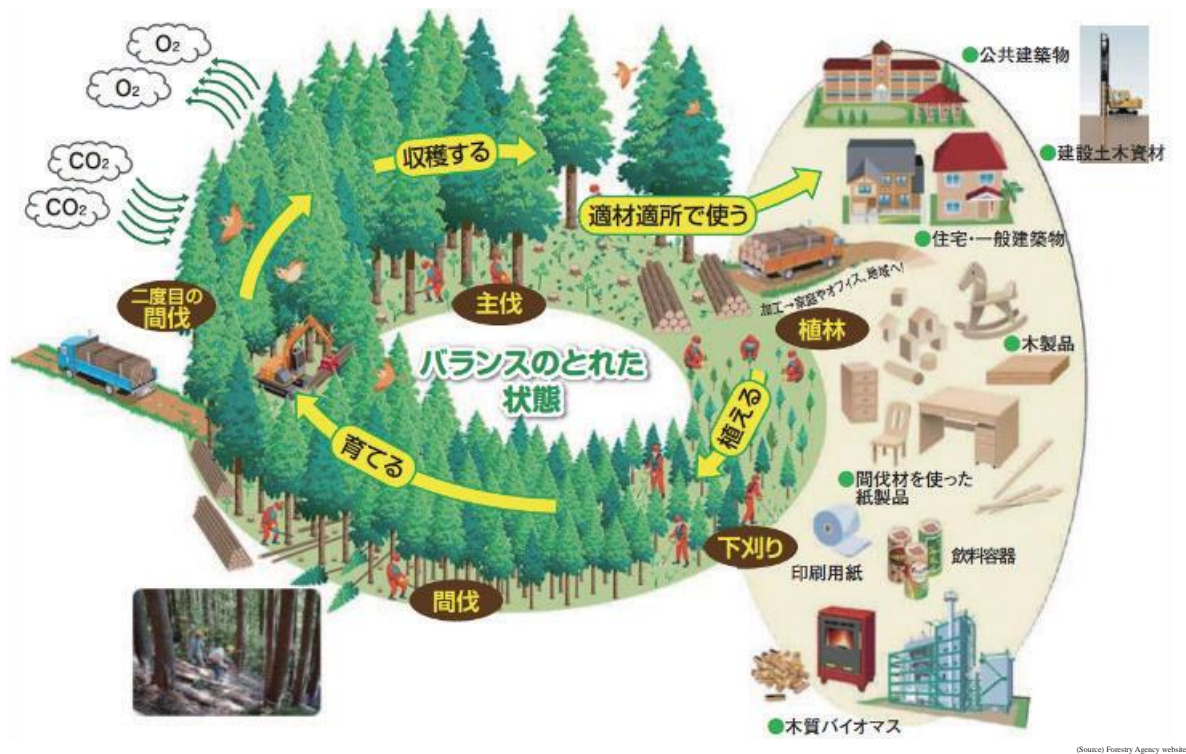 O₂
O₂
CO₂
CO₂
収穫する
適材適所で使う
二度目の
間伐
主伐
加工→家庭やオフィス、地域へ!
植林
バランスのとれた
状態
植える
育てる
下刈り
間伐
●公共建築物
●建設土木資材
●住宅・一般建築物
●木製品
●間伐材を使った
紙製品
印刷用紙
飲料容器
●木質バイオマス
(Source) Forestry Agency website